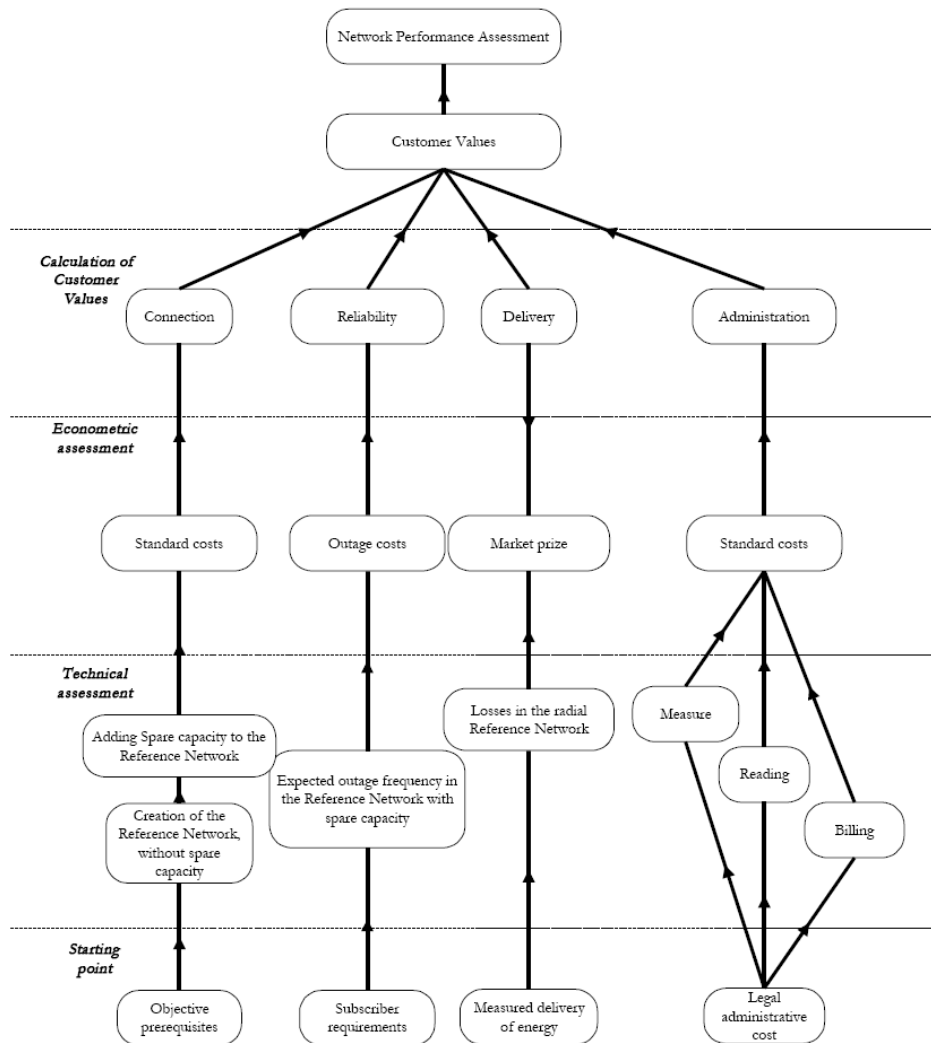 Network Performance Assessment
Customer Values
Calculation of
Customer
Values
Connection
Reliability
Delivery
Administration
Econometric
assessment
Standard costs
Outage costs
Market prize
Standard costs
Technical
assessment
Adding Spare capacity to the
Reference Network
Expected outage frequency in
the Reference Network with
spare capacity
Losses in the radial
Reference Network
Measure
Reading
Billing
Creation of the
Reference Network,
without spare
capacity
Starting
point
Objective
prerequisites
Subscriber
requirements
Measured delivery
of energy
Legal
administrative
cost